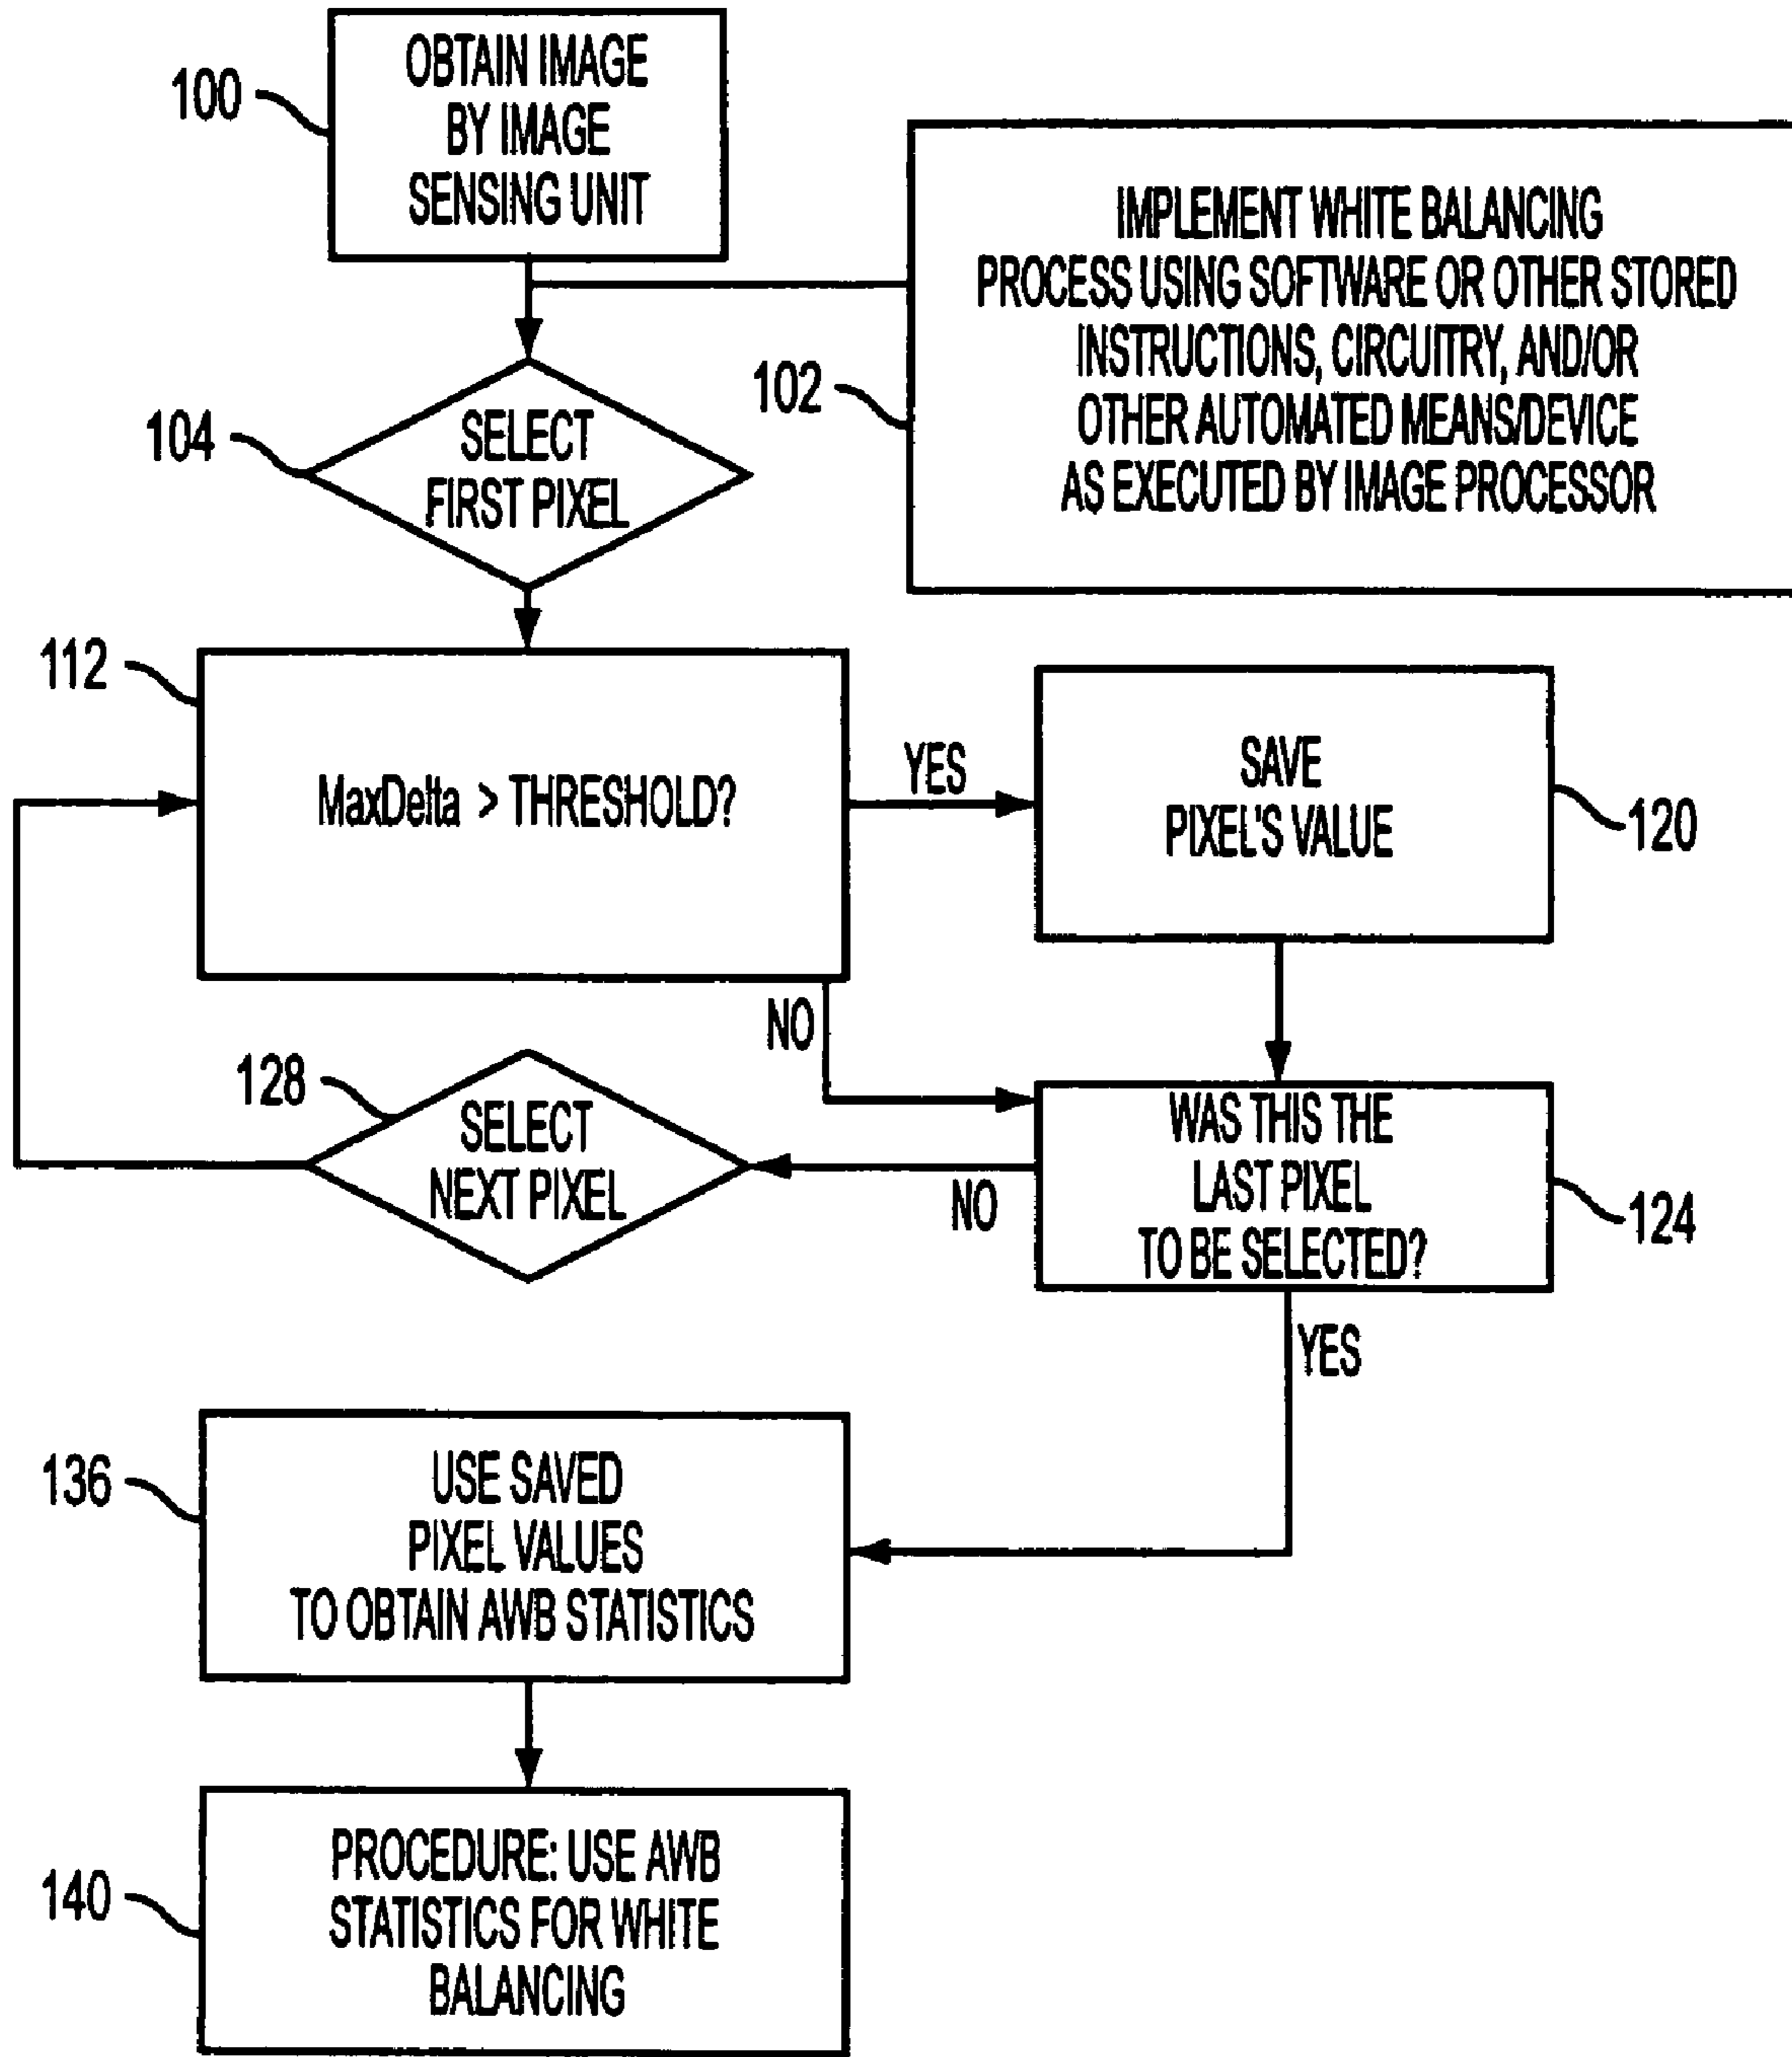 100
OBTAIN IMAGE
BY IMAGE
SENSING UNIT
102
IMPLEMENT WHITE BALANCING
PROCESS USING SOFTWARE OR OTHER STORED
INSTRUCTIONS, CIRCUITRY, AND/OR
OTHER AUTOMATED MEANS/DEVICE
AS EXECUTED BY IMAGE PROCESSOR
104
SELECT
FIRST PIXEL
112
MaxDelta > THRESHOLD?
YES
NO
SAVE
PIXEL'S VALUE
120
128
SELECT
NEXT PIXEL
NO
WAS THIS THE
LAST PIXEL
TO BE SELECTED?
124
YES
136
USE SAVED
PIXEL VALUES
TO OBTAIN AWB STATISTICS
140
PROCEDURE: USE AWB
STATISTICS FOR WHITE
BALANCING